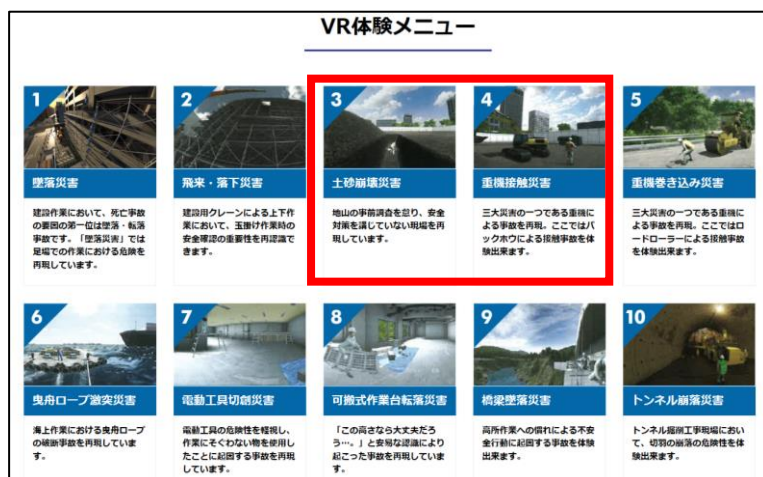 VR体験メニュー
1
墜落災害
建設作業において、死亡事故
の要因の第一位は墜落・転落
事故です。「墜落災害」では
足場での作業における危険を
再現しています。
2
飛来・落下災害
建設用クレーンによる上下作
業において、玉掛け作業時の
安全確認の重要性を再認識で
きます。
3
土砂崩壊災害
地山の事前調査を怠り、安全
対策を講じていない現場を再
現しています。
4
重機接触災害
三大災害の一つである重機に
よる事故を再現。ここではバ
ックホウによる接触事故を体
験出来ます。
5
重機巻き込み災害
三大災害の一つである重機に
よる事故を再現。ここではロ
ードローラーによる接触事故
を体験出来ます。
6
曳舟ロープ激突災害
海上作業における曳舟ロープ
の破断事故を再現していま
す。
7
電動工具切創災害
電動工具の危険性を軽視し、
作業にそぐわない物を使用し
たことに起因する事故を再現
しています。
8
可搬式作業台転落災害
「この高さなら大丈夫だろ
う…。」と安易な認識により
起こった事故を再現していま
す。
9
橋梁墜落災害
高所作業への慣れによる不安
全行動に起因する事故を体験
出来ます。
10
トンネル崩落災害
トンネル掘削工事現場におい
て、切羽の崩落の危険性を体
験出来ます。